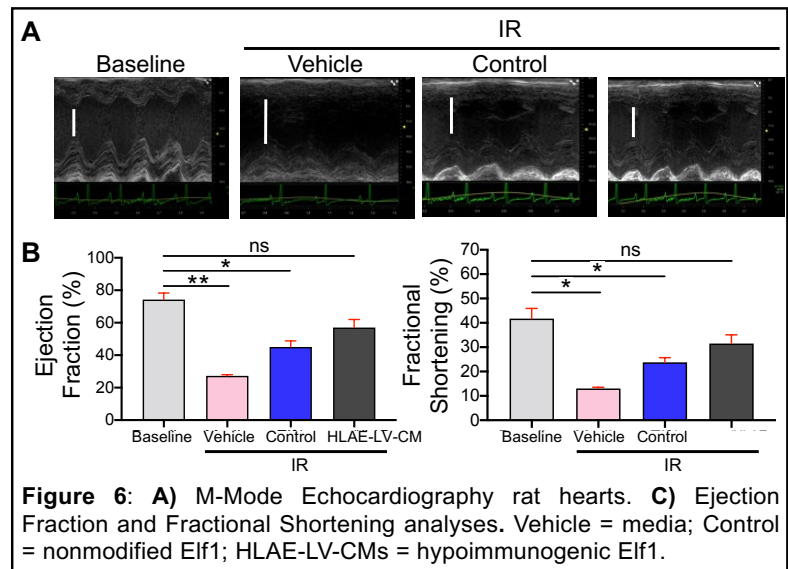 A
IR
Baseline Vehicle Control
B
ns
*
**
Ejection
Fraction (%)
100
80
60
40
20
0
Baseline Vehicle Control HLAE-LV-CM
IR
ns
*
*
Fractional
Shortening (%)
70
60
50
40
30
20
10
0
Baseline Vehicle Control
IR
Figure 6: A) M-Mode Echocardiography rat hearts. C) Ejection
Fraction and Fractional Shortening analyses. Vehicle = media; Control
= nonmodified Elf1; HLAE-LV-CMs = hypoimmunogenic Elf1.